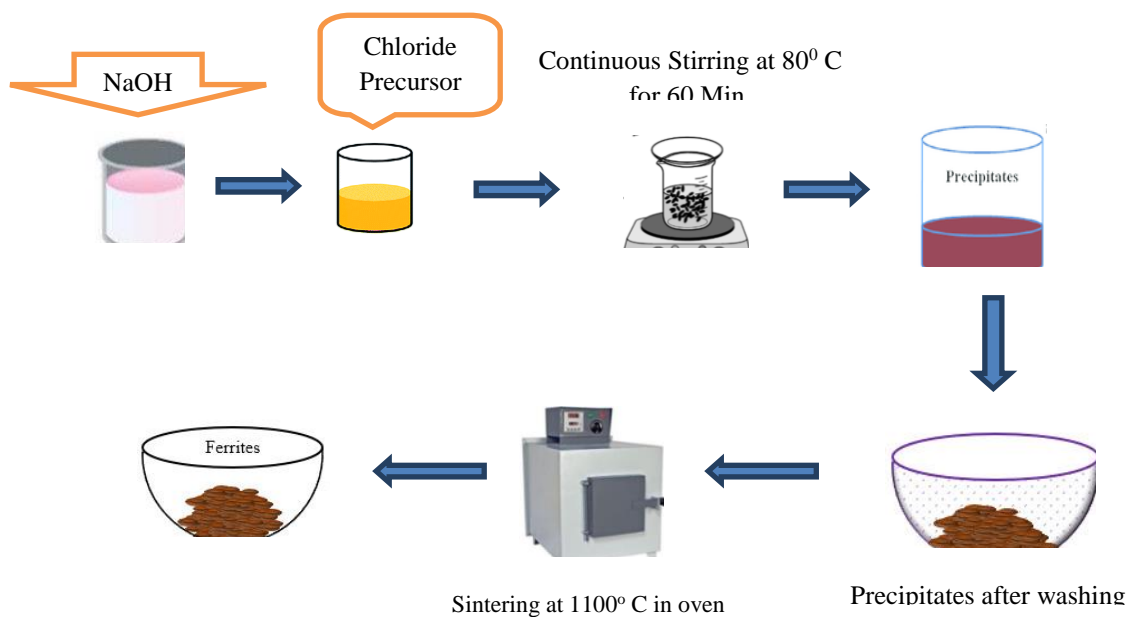 NaOH
Chloride
Precursor
Continuous Stirring at 80⁰ C
for 60 Min
Precipitates
Ferrites
Sintering at 1100ᵒ C in oven
Precipitates after washing